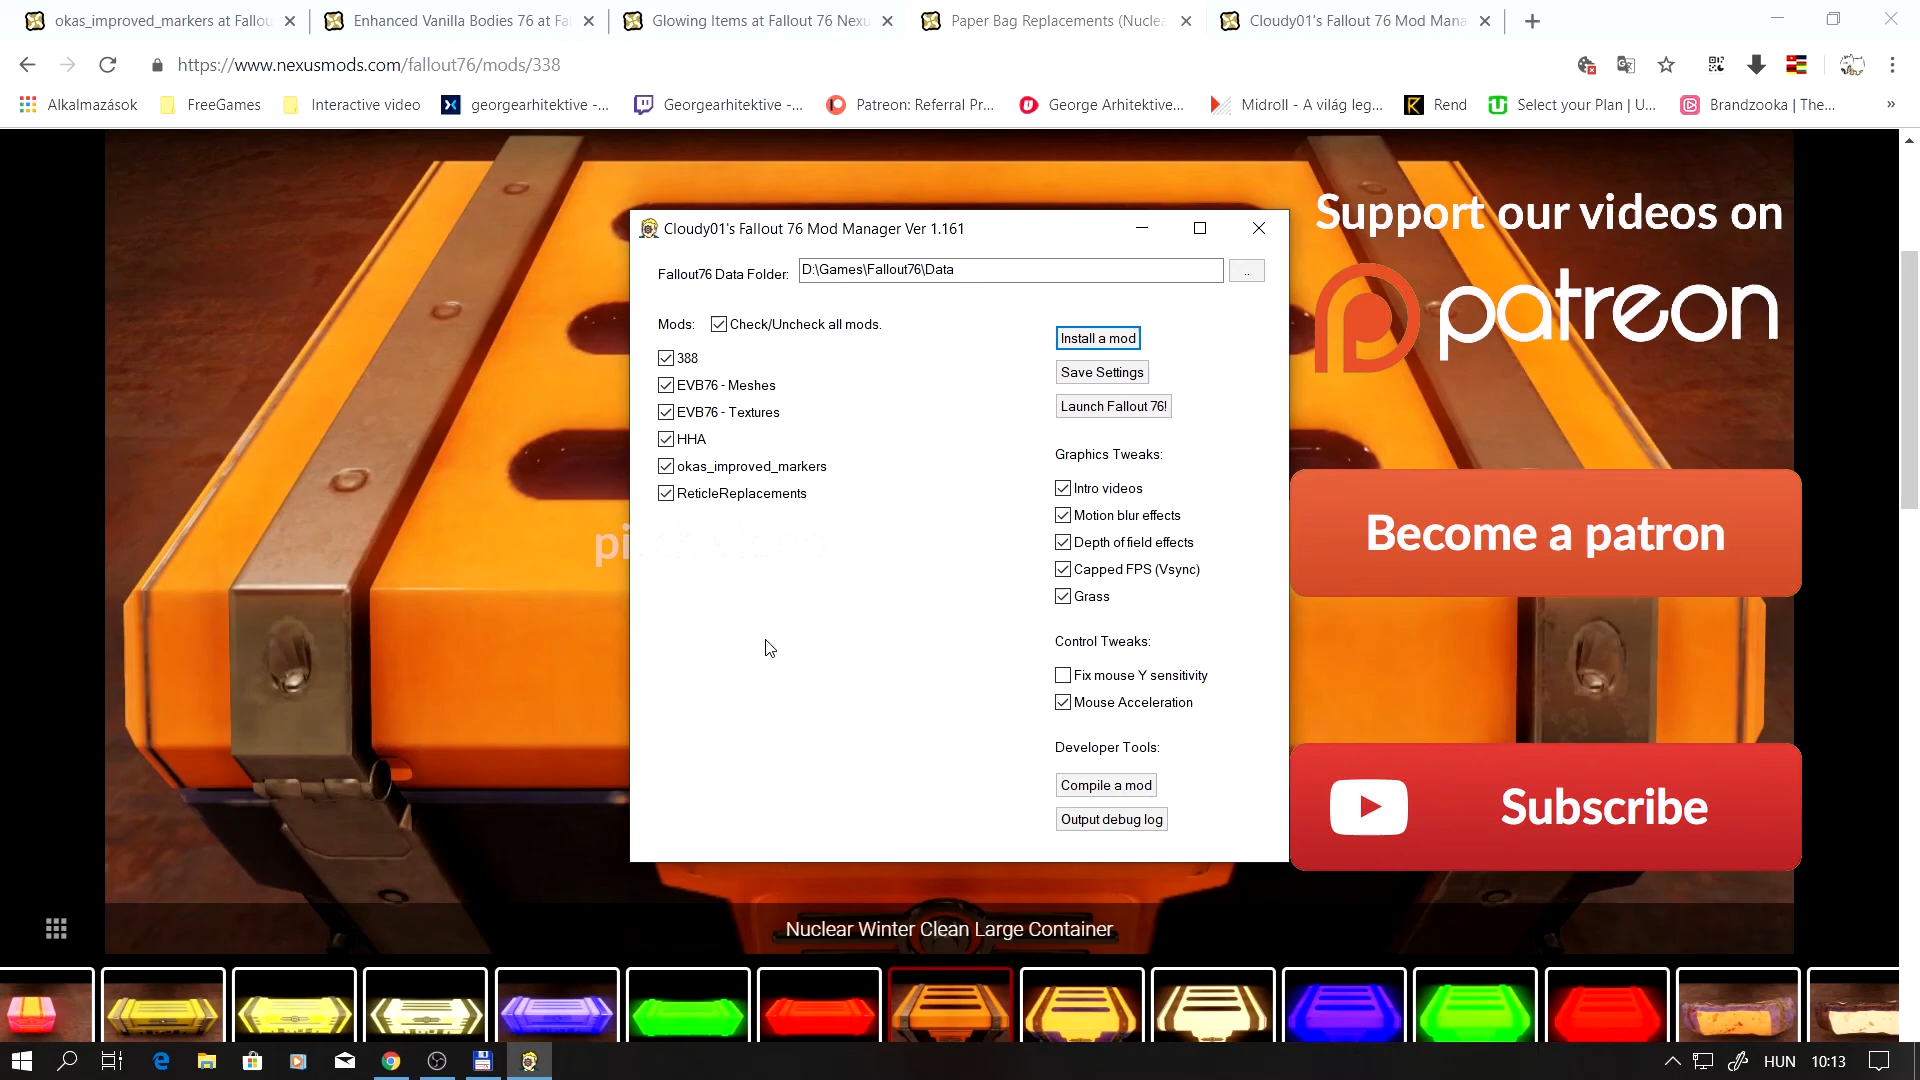 okas_improved_markers at Fallou
Enhanced Vanilla Bodies 76 at Fal
Glowing Items at Fallout 76 Nexu
Paper Bag Replacements (Nuclea
Cloudy01's Fallout 76 Mod Mana
https://www.nexusmods.com/fallout76/mods/338
Alkalmazások
FreeGames
Interactive video
georgearhitektive -...
Georgearhitektive -...
Patreon: Referral Pr...
George Arhitektive...
Midroll - A világ leg...
Rend
Select your Plan | U...
Brandzooka | The...
»
Support our videos on
patreon
Become a patron
Subscribe
Cloudy01's Fallout 76 Mod Manager Ver 1.161
Fallout76 Data Folder:
D:\Games\Fallout76\Data
..
Mods:
Check/Uncheck all mods.
388
EVB76 - Meshes
EVB76 - Textures
HHA
okas_improved_markers
ReticleReplacements
Install a mod
Save Settings
Launch Fallout 76!
Graphics Tweaks:
Intro videos
Motion blur effects
Depth of field effects
Capped FPS (Vsync)
Grass
Control Tweaks:
Fix mouse Y sensitivity
Mouse Acceleration
Developer Tools:
Compile a mod
Output debug log
Nuclear Winter Clean Large Container
HUN
10:13